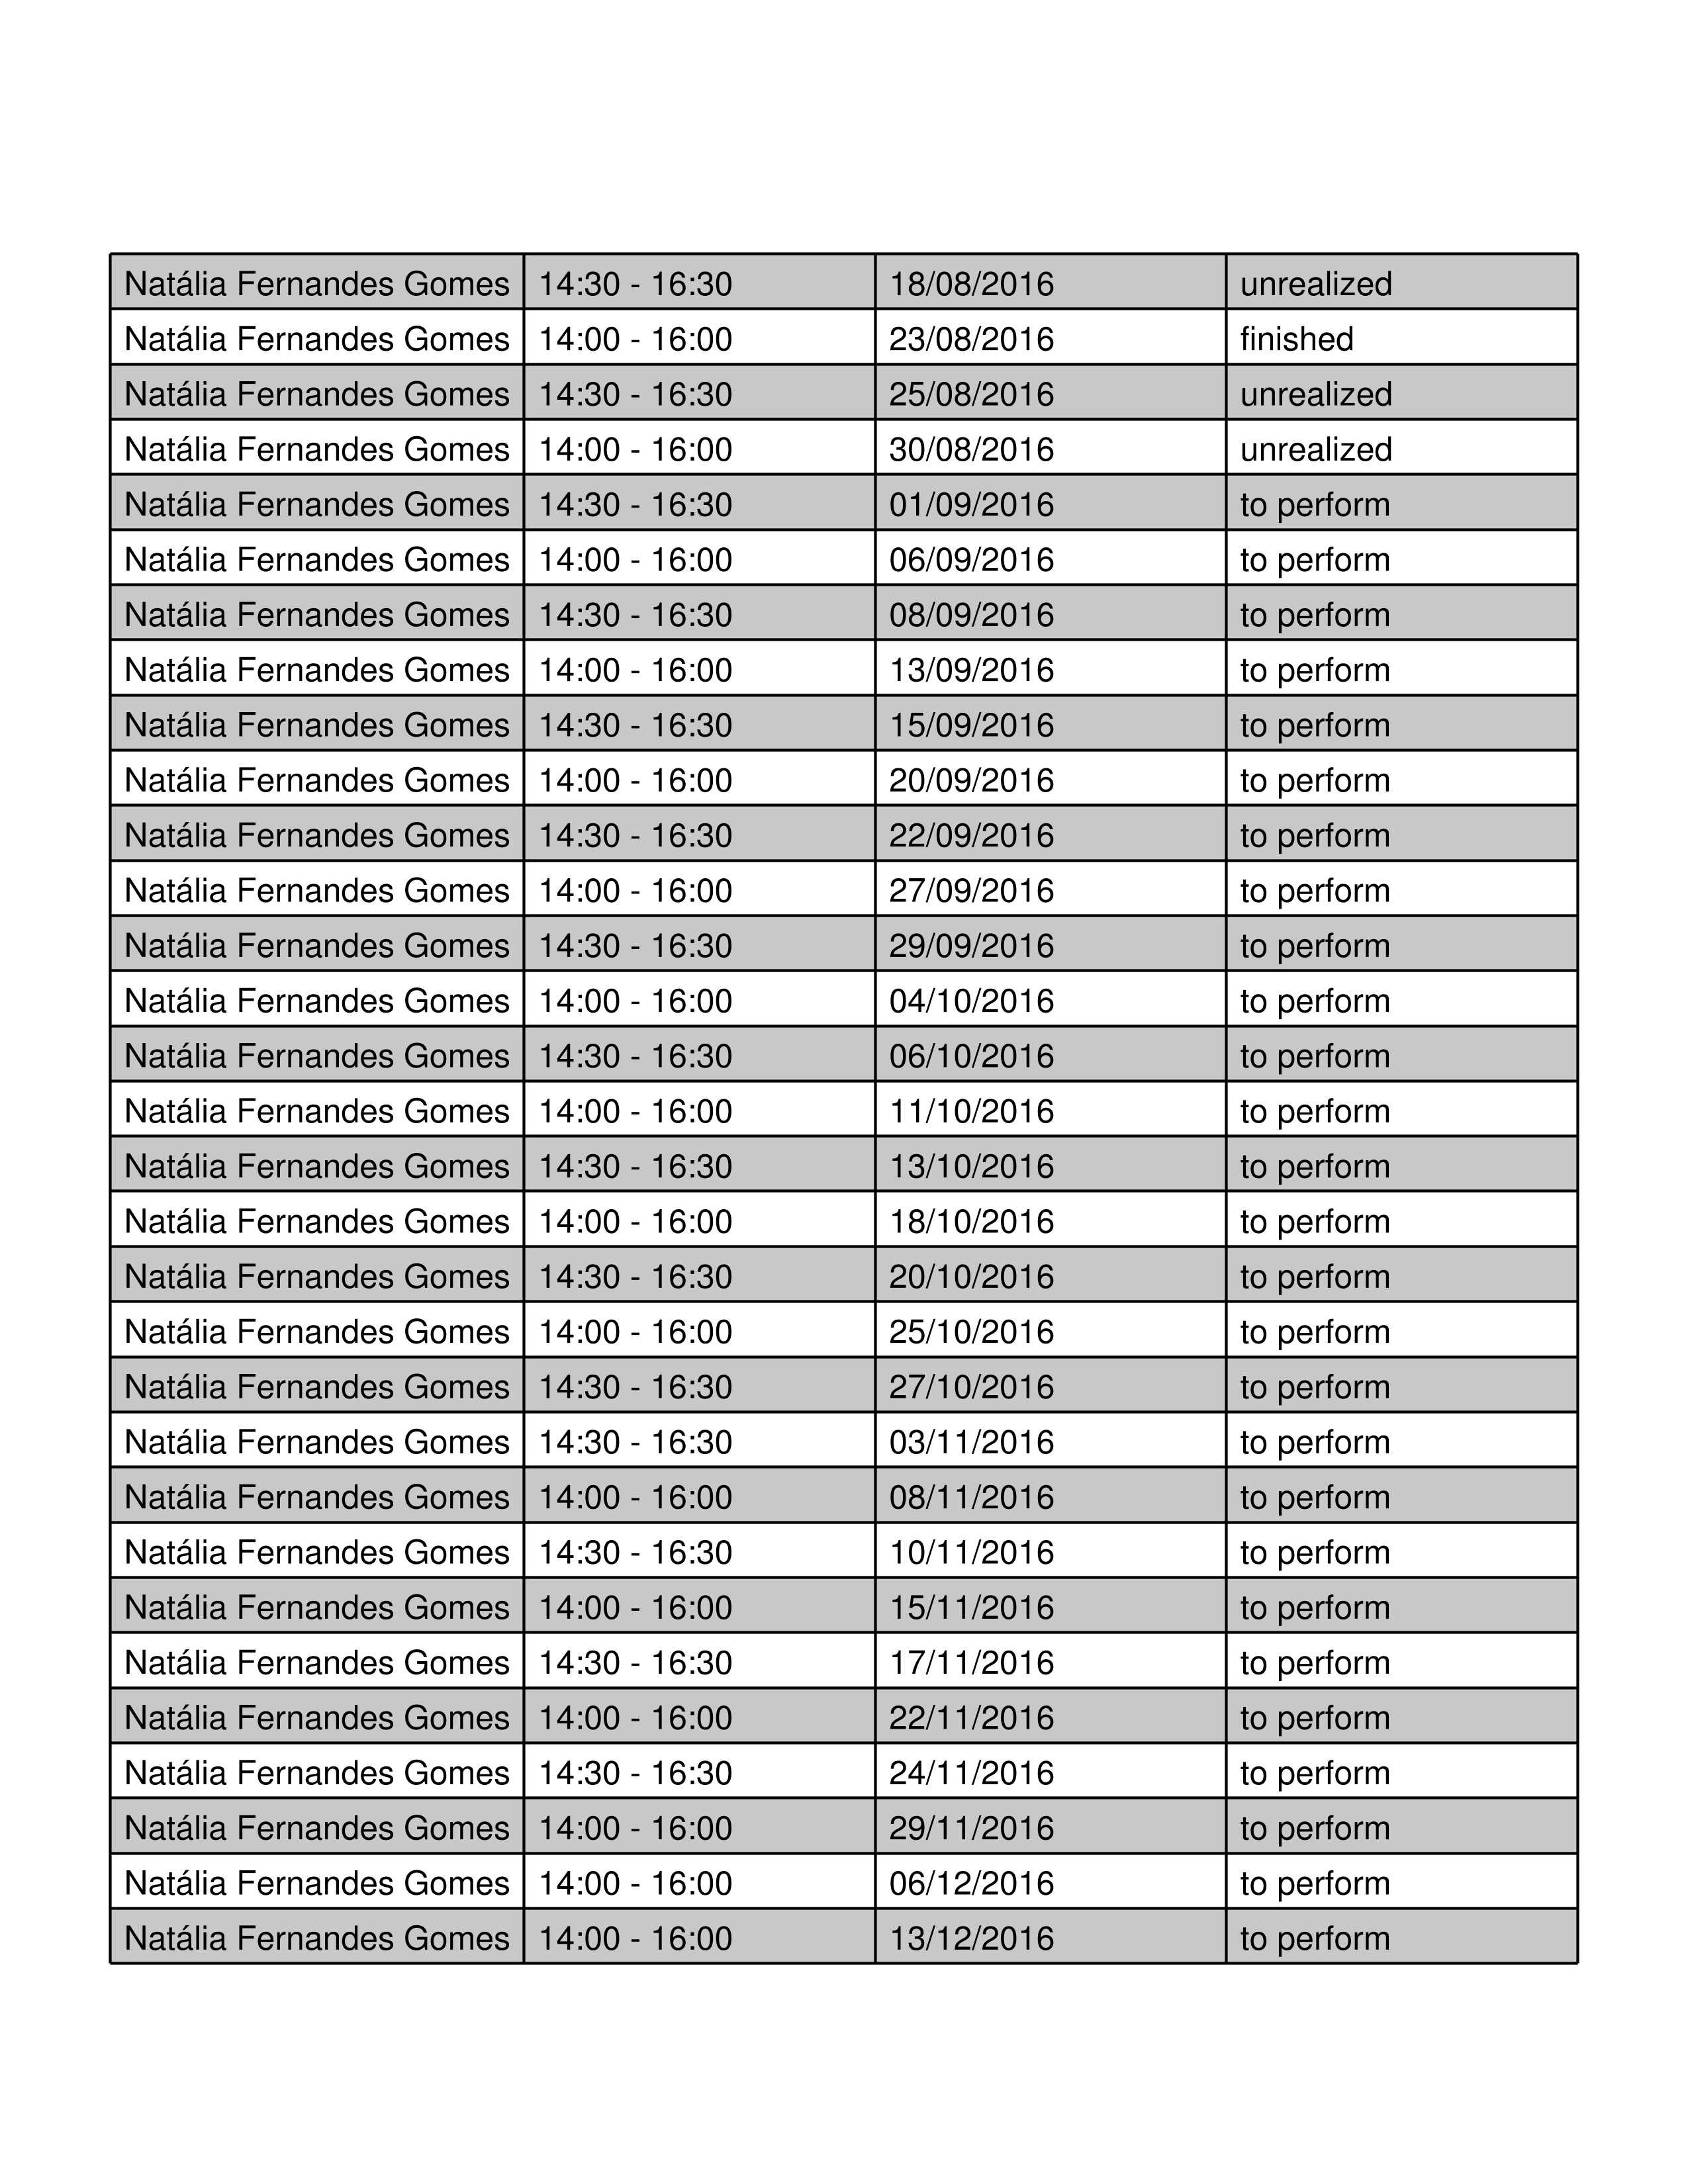 Natália Fernandes Gomes 14:30 - 16:30 18/08/2016 unrealized
Natália Fernandes Gomes 14:00 - 16:00 23/08/2016 finished
Natália Fernandes Gomes 14:30 - 16:30 25/08/2016 unrealized
Natália Fernandes Gomes 14:00 - 16:00 30/08/2016 unrealized
Natália Fernandes Gomes 14:30 - 16:30 01/09/2016 to perform
Natália Fernandes Gomes 14:00 - 16:00 06/09/2016 to perform
Natália Fernandes Gomes 14:30 - 16:30 08/09/2016 to perform
Natália Fernandes Gomes 14:00 - 16:00 13/09/2016 to perform
Natália Fernandes Gomes 14:30 - 16:30 15/09/2016 to perform
Natália Fernandes Gomes 14:00 - 16:00 20/09/2016 to perform
Natália Fernandes Gomes 14:30 - 16:30 22/09/2016 to perform
Natália Fernandes Gomes 14:00 - 16:00 27/09/2016 to perform
Natália Fernandes Gomes 14:30 - 16:30 29/09/2016 to perform
Natália Fernandes Gomes 14:00 - 16:00 04/10/2016 to perform
Natália Fernandes Gomes 14:30 - 16:30 06/10/2016 to perform
Natália Fernandes Gomes 14:00 - 16:00 11/10/2016 to perform
Natália Fernandes Gomes 14:30 - 16:30 13/10/2016 to perform
Natália Fernandes Gomes 14:00 - 16:00 18/10/2016 to perform
Natália Fernandes Gomes 14:30 - 16:30 20/10/2016 to perform
Natália Fernandes Gomes 14:00 - 16:00 25/10/2016 to perform
Natália Fernandes Gomes 14:30 - 16:30 27/10/2016 to perform
Natália Fernandes Gomes 14:30 - 16:30 03/11/2016 to perform
Natália Fernandes Gomes 14:00 - 16:00 08/11/2016 to perform
Natália Fernandes Gomes 14:30 - 16:30 10/11/2016 to perform
Natália Fernandes Gomes 14:00 - 16:00 15/11/2016 to perform
Natália Fernandes Gomes 14:30 - 16:30 17/11/2016 to perform
Natália Fernandes Gomes 14:00 - 16:00 22/11/2016 to perform
Natália Fernandes Gomes 14:30 - 16:30 24/11/2016 to perform
Natália Fernandes Gomes 14:00 - 16:00 29/11/2016 to perform
Natália Fernandes Gomes 14:00 - 16:00 06/12/2016 to perform
Natália Fernandes Gomes 14:00 - 16:00 13/12/2016 to perform